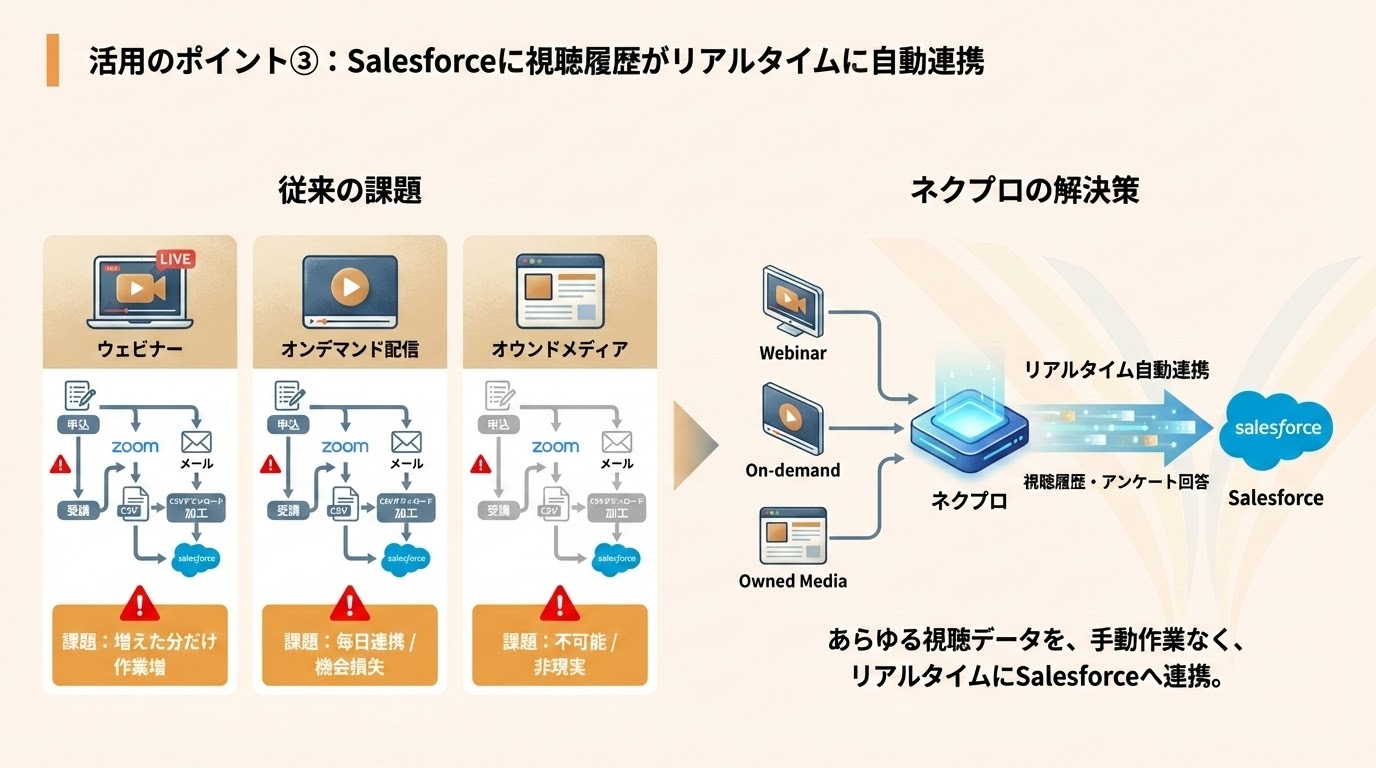 活用のポイント③：Salesforceに視聴履歴がリアルタイムに自動連携
従来の課題
LIVE
ウェビナー
申込
zoom
メール
受講
CSV
加工
salesforce
課題：増えた分だけ
作業増
オンデマンド配信
申込
zoom
メール
受講
CSV
加工
salesforce
課題：毎日連携 /
機会損失
オウンドメディア
申込
zoom
メール
受講
CSV
加工
salesforce
課題：不可能 /
非現実
ネクプロの解決策
Webinar
On-demand
Owned Media
ネクプロ
リアルタイム自動連携
視聴履歴・アンケート回答
salesforce
Salesforce
あらゆる視聴データを、手動作業なく、
リアルタイムにSalesforceへ連携。